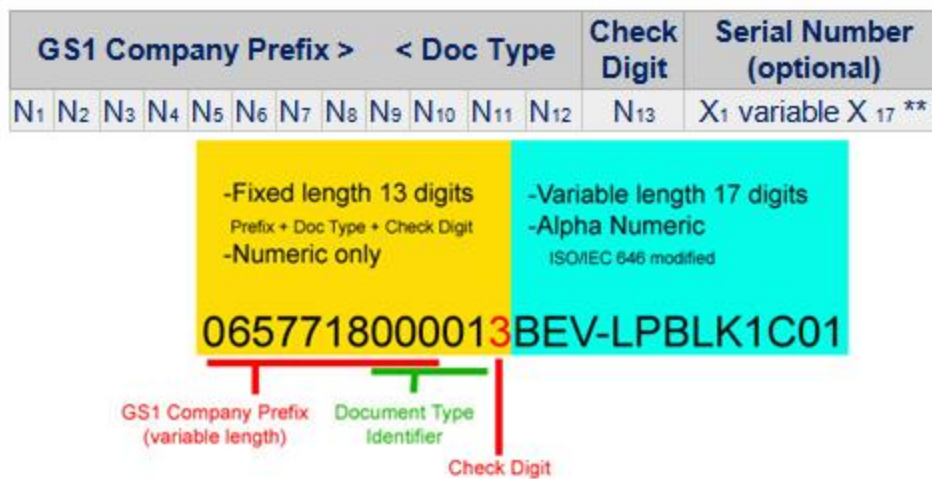 GS1 Company Prefix > < Doc Type Check Digit Serial Number (optional)
N1 N2 N3 N4 N5 N6 N7 N8 N9 N10 N11 N12 N13 X1 variable X 17 **
-Fixed length 13 digits
Prefix + Doc Type + Check Digit
-Numeric only
-Variable length 17 digits
-Alpha Numeric
ISO/IEC 646 modified
0657718000013BEV-LPBLK1C01
GS1 Company Prefix
(variable length)
Document Type
Identifier
Check Digit